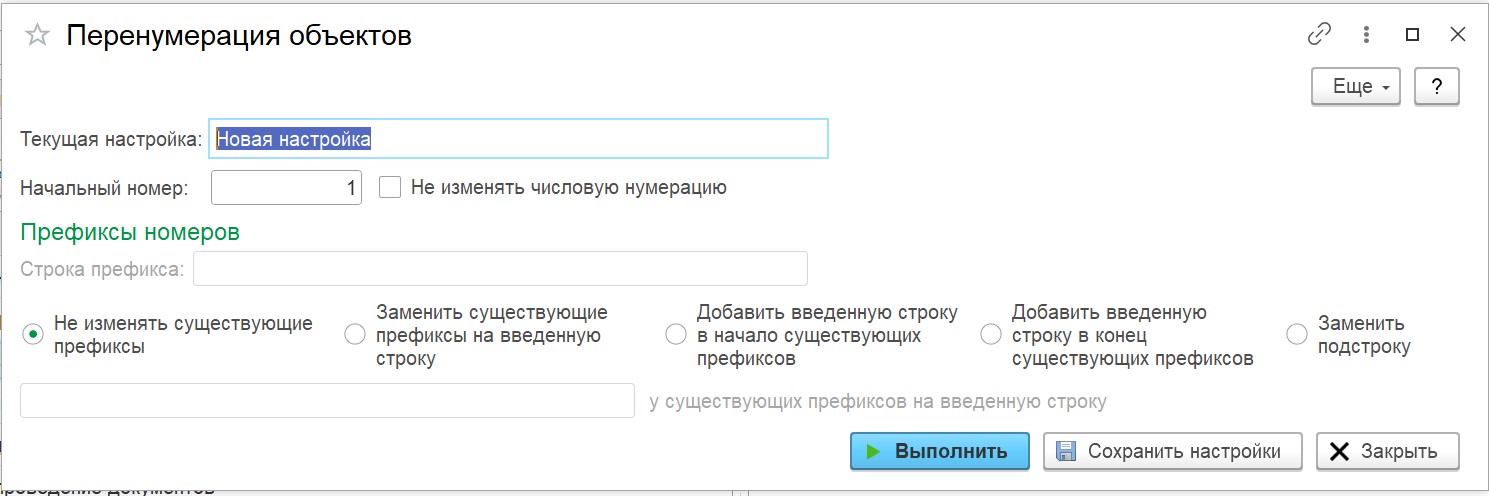 Перенумерация объектов
Еще
?
Текущая настройка: Новая настройка
Начальный номер: 1 Не изменять числовую нумерацию
Префиксы номеров
Строка префикса:
Не изменять существующие
префиксы
Заменить существующие
префиксы на введенную
строку
Добавить введенную строку
в начало существующих
префиксов
Добавить введенную
строку в конец
существующих префиксов
Заменить
подстроку
у существующих префиксов на введенную строку
Выполнить
Сохранить настройки
Закрыть